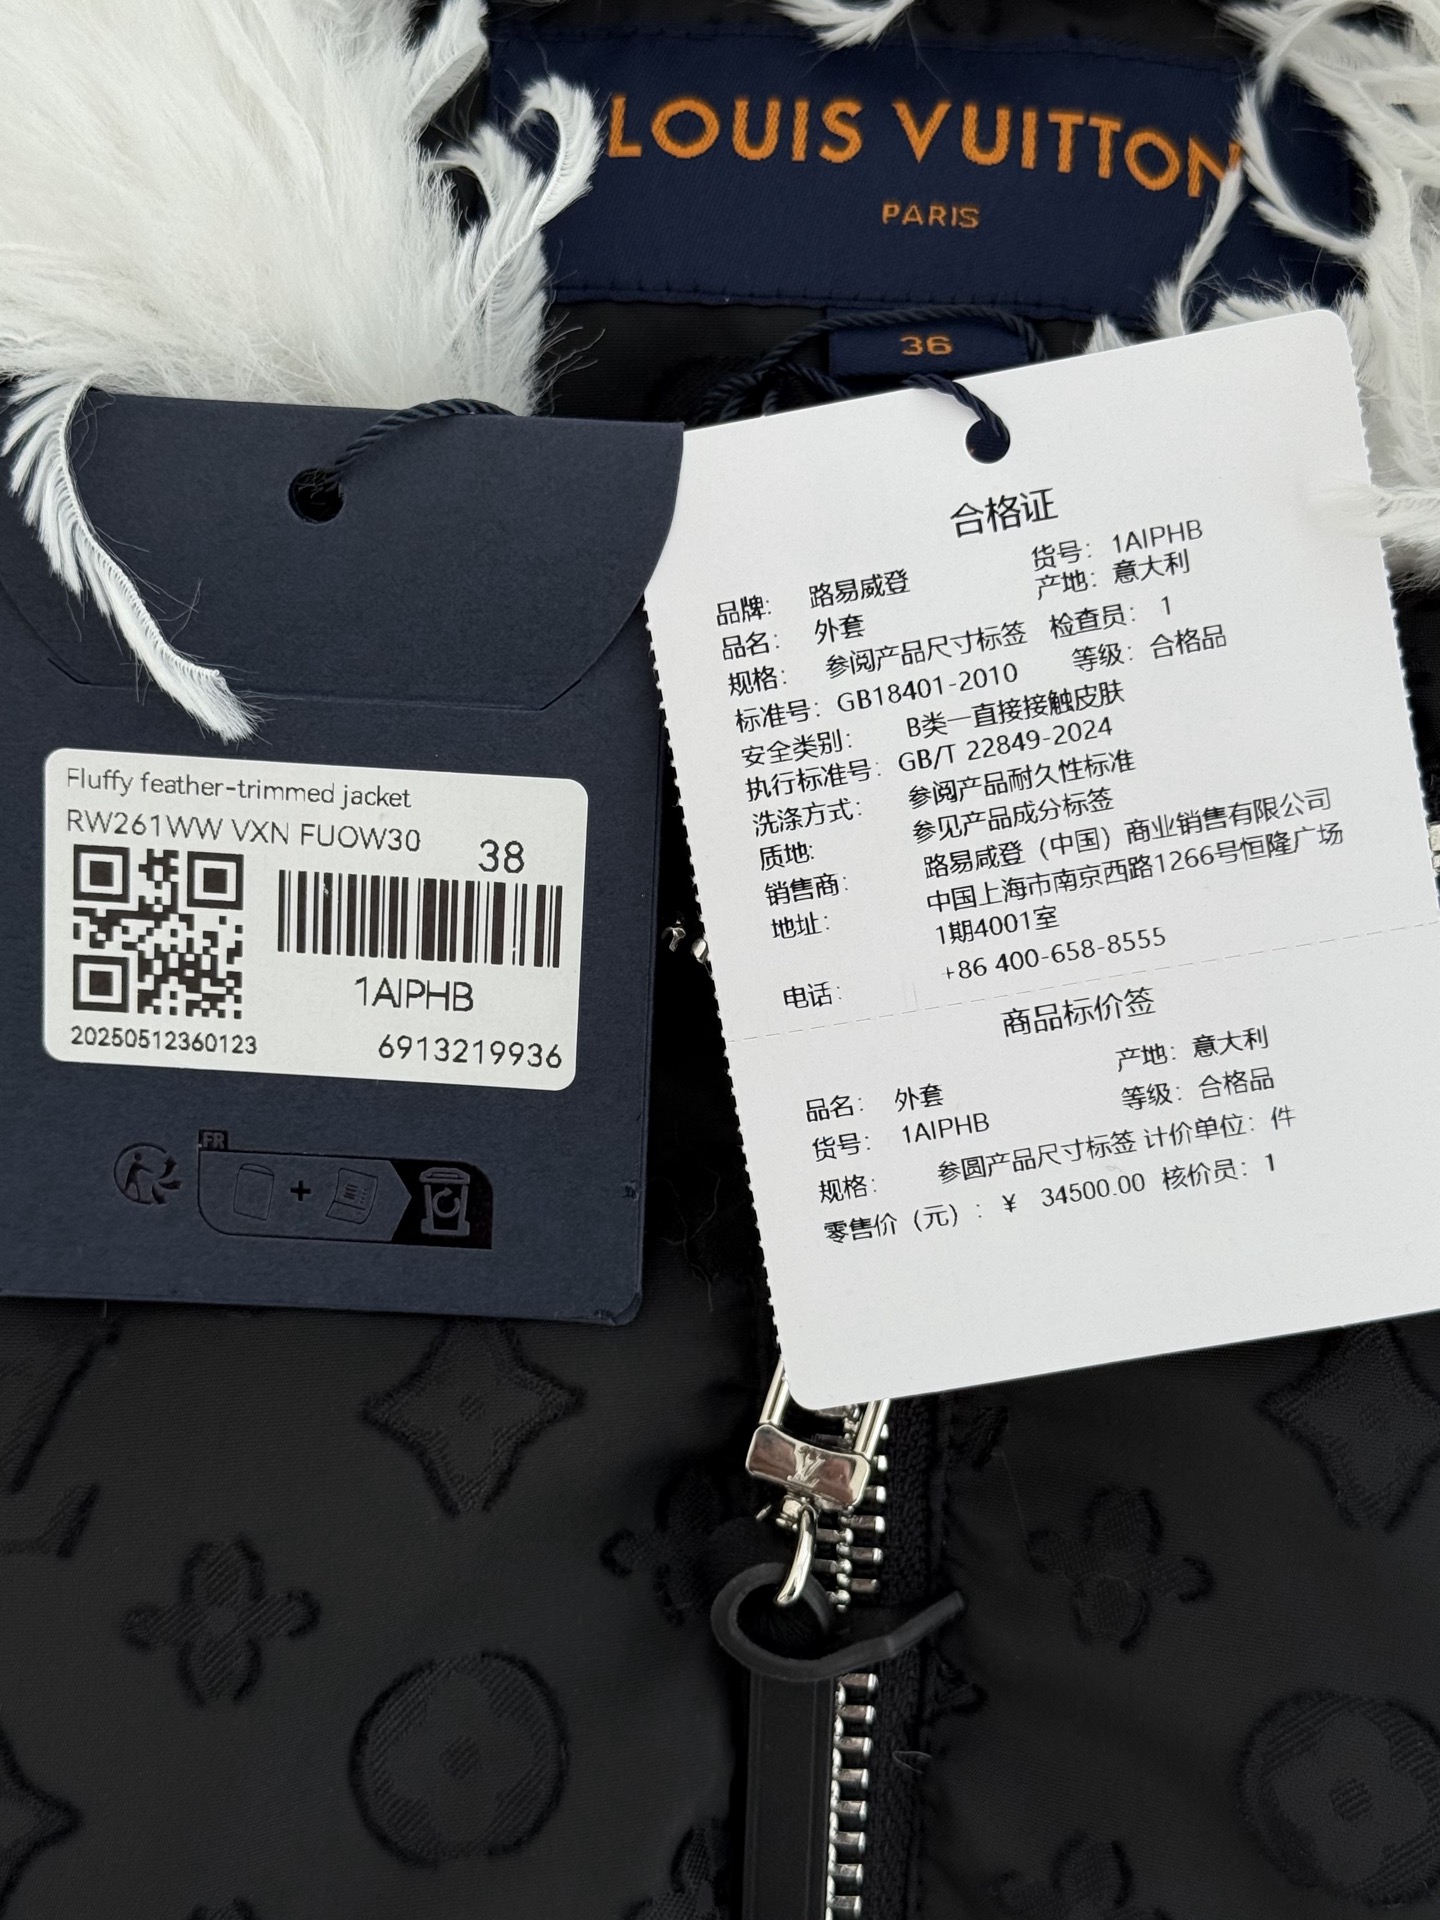 LOUIS VUITTON
PARIS
36
Fluffy feather-trimmed jacket
RW261WW VXN FUOW30
38
1AIPHB
20250512360123
6913219936
FR
+
合格证
货号: 1AIPHB
品牌: 路易威登
产地: 意大利
品名: 外套
检查员: 1
规格: 参阅产品尺寸标签
等级: 合格品
标准号: GB18401-2010
安全类别: B类一直接接触皮肤
执行标准号: GB/T 22849-2024
洗涤方式: 参阅产品耐久性标准
质地: 参见产品成分标签
销售商: 路易威登（中国）商业销售有限公司
地址: 中国上海市南京西路1266号恒隆广场
1期4001室
电话: +86 400-658-8555
商品标价签
产地: 意大利
品名: 外套
等级: 合格品
货号: 1AIPHB
规格: 参圆产品尺寸标签 计价单位: 件
零售价（元）: ¥ 34500.00 核价员: 1
LV